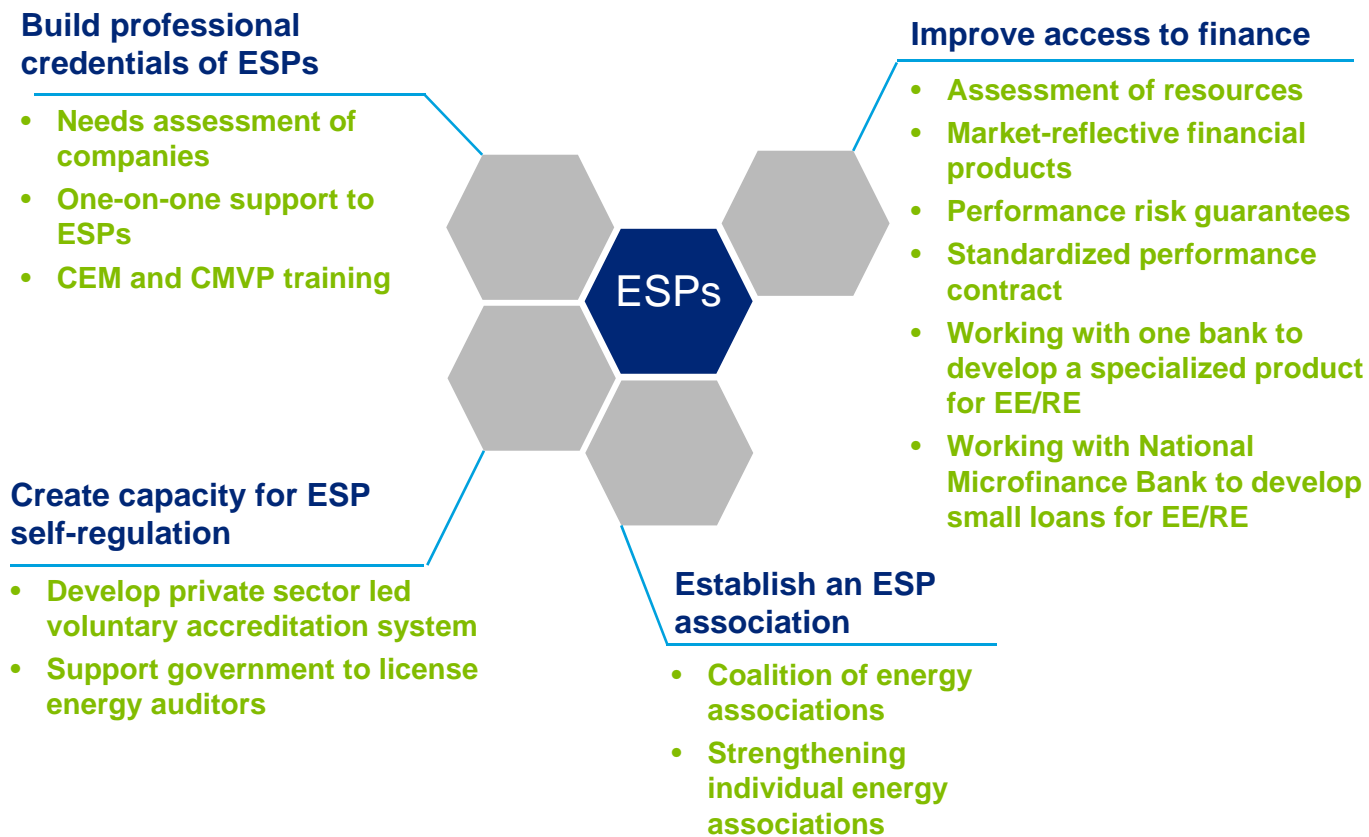 Build professional
credentials of ESPs
• Needs assessment of
companies
• One-on-one support to
ESPs
• CEM and CMVP training
Improve access to finance
• Assessment of resources
• Market-reflective financial
products
• Performance risk guarantees
• Standardized performance
contract
• Working with one bank to
develop a specialized product
for EE/RE
• Working with National
Microfinance Bank to develop
small loans for EE/RE
ESPs
Create capacity for ESP
self-regulation
• Develop private sector led
voluntary accreditation system
• Support government to license
energy auditors
Establish an ESP
association
• Coalition of energy
associations
• Strengthening
individual energy
associations